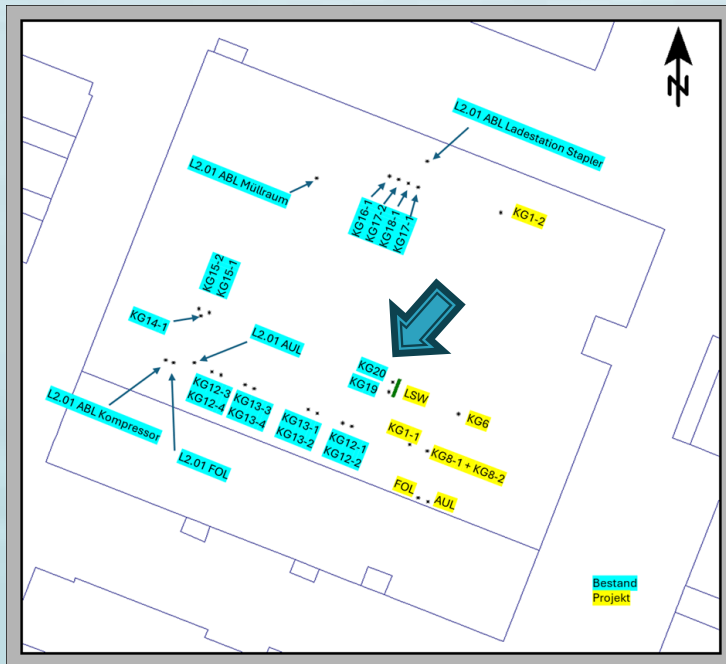 N
L2.01 ABL Ladestation Stapler
L2.01 ABL Müllraum
KG16-1
KG17-2
KG18-1
KG17-1
KG1-2
KG15-2
KG15-1
KG14-1
L2.01 AUL
KG20
KG19
LSW
L2.01 ABL Kompressor
KG12-3
KG12-4
KG13-3
KG13-4
KG13-1
KG13-2
KG12-1
KG12-2
KG6
KG1-1
KG8-1 + KG8-2
L2.01 FOL
FOL
AUL
Bestand
Projekt